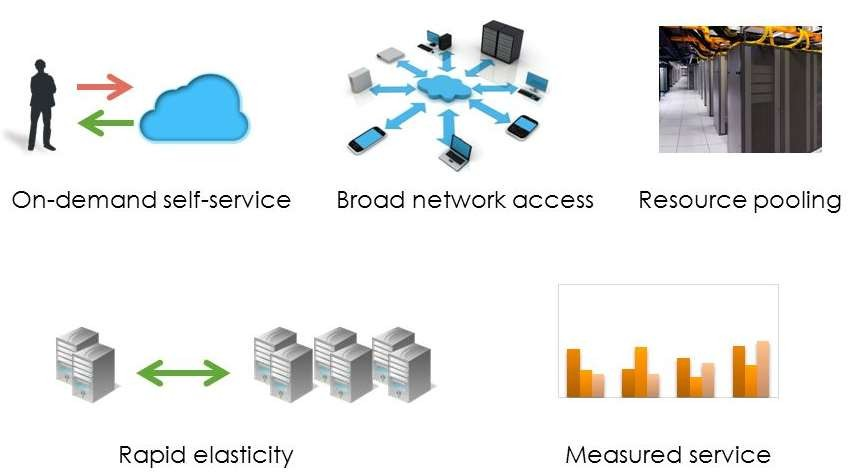 On-demand self-service
Broad network access
Resource pooling
Rapid elasticity
Measured service